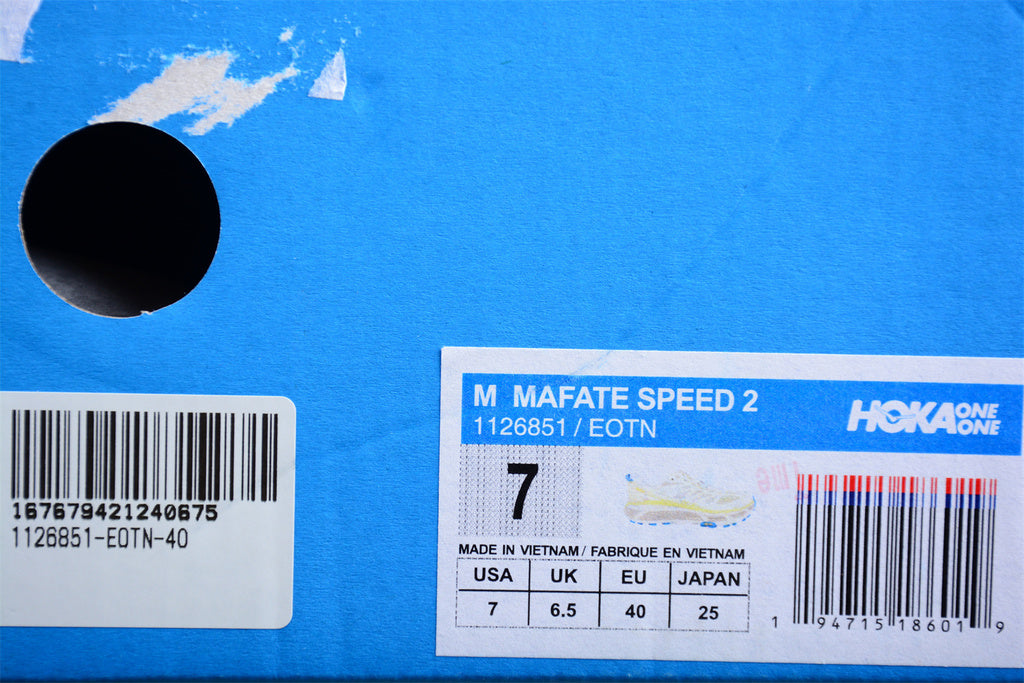 M MAFATE SPEED 2
1126851 / EOTN
HOKA ONE ONE
7
MADE IN VIETNAM / FABRIQUE EN VIETNAM
USA UK EU JAPAN
7 6.5 40 25
1 94715 18601 9
167679421240675
1126851-EOTN-40